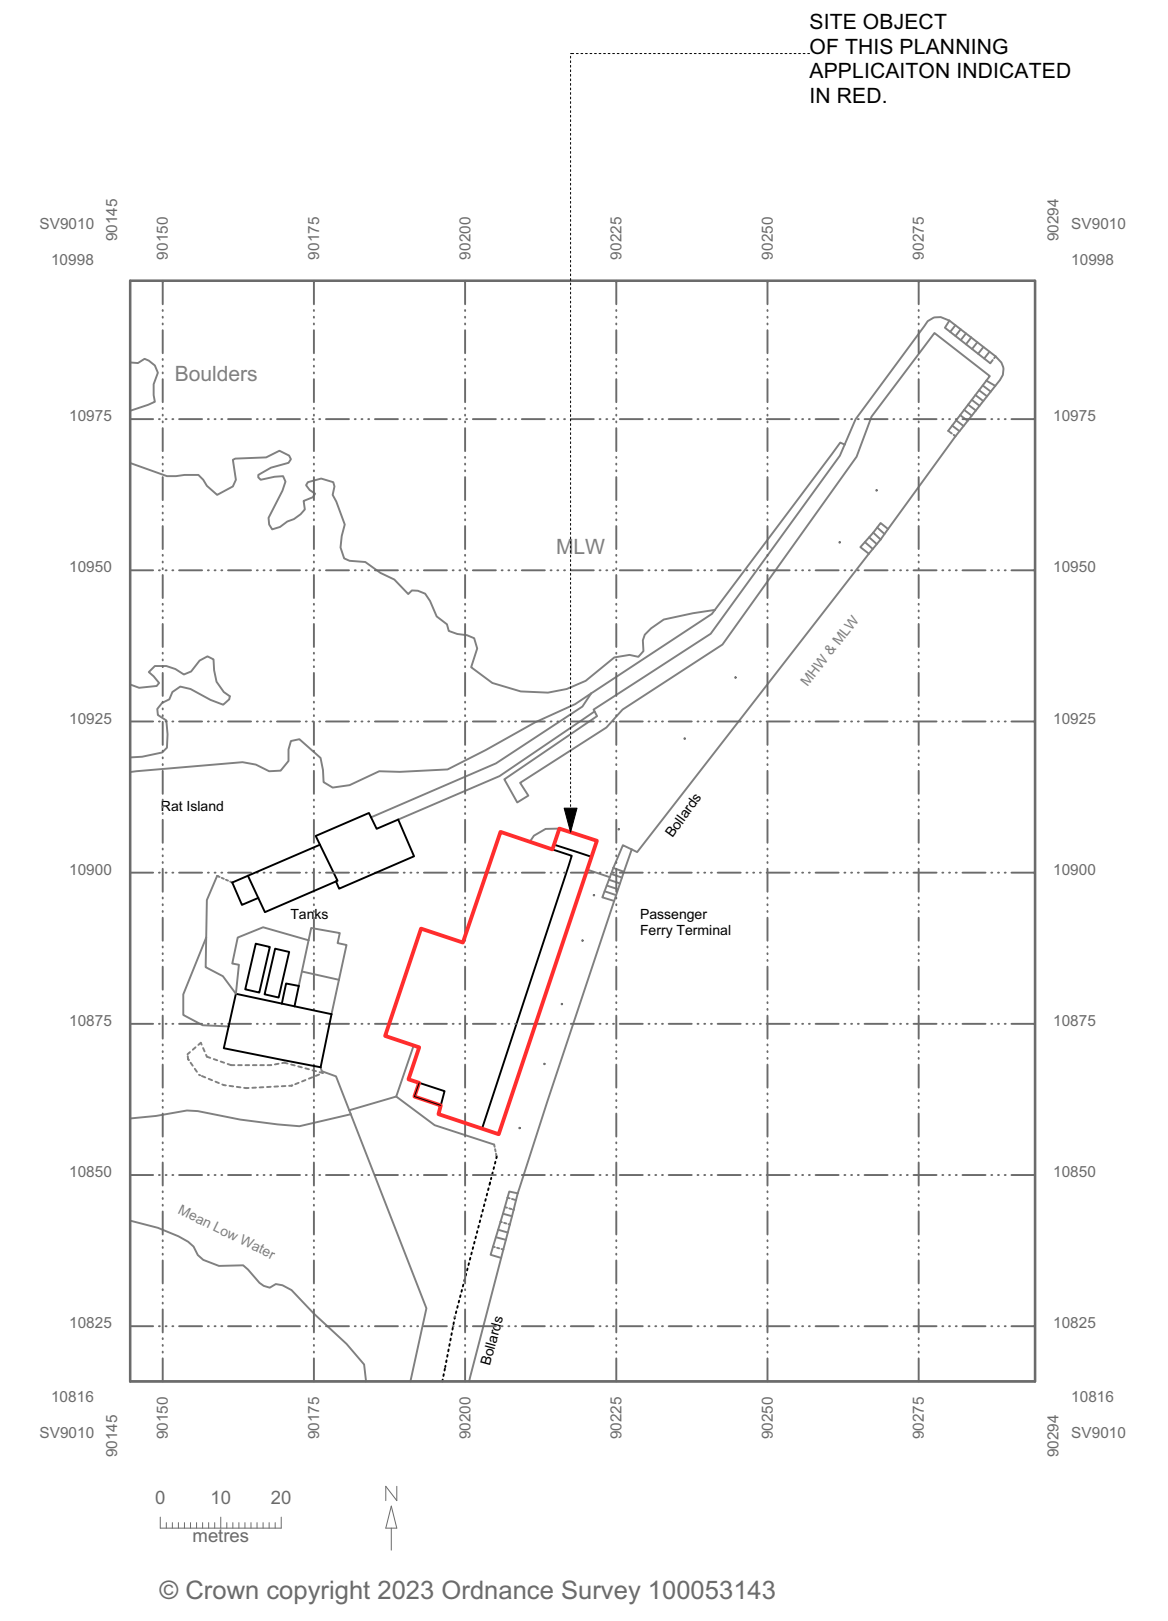 SITE OBJECT
OF THIS PLANNING
APPLICAITON INDICATED
IN RED.
SV9010
90145
90150
90175
90200
90225
90250
90275
90294
SV9010
10998
10998
Boulders
10975
10975
MLW
10950
10950
MHW & MLW
10925
10925
Rat Island
Bollards
10900
10900
Tanks
Passenger
Ferry Terminal
10875
10875
10850
10850
Mean Low Water
10825
10825
Bollards
10816
10816
SV9010
90145
90150
90175
90200
90225
90250
90275
90294
SV9010
0 10 20
metres
N
© Crown copyright 2023 Ordnance Survey 100053143